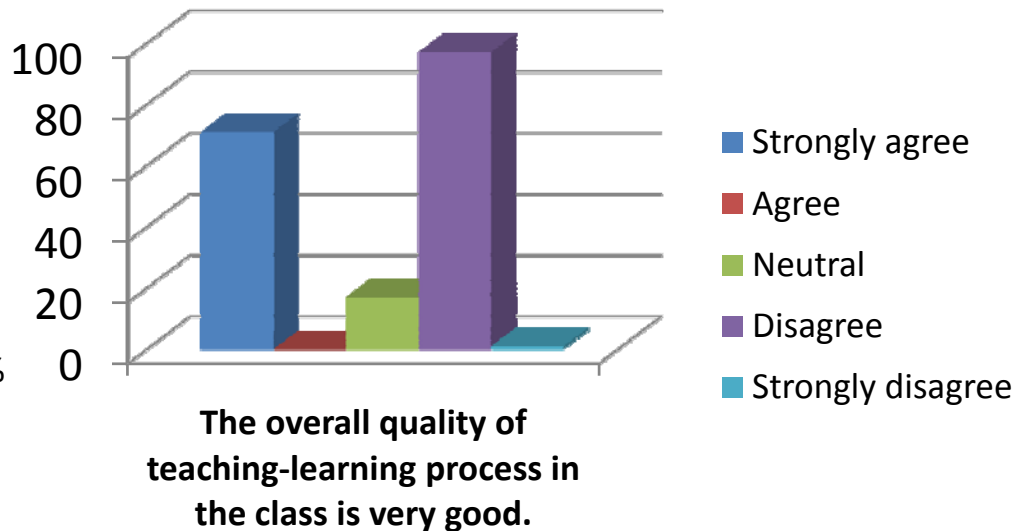 100
80
60
40
20
0
%
The overall quality of
teaching-learning process in
the class is very good.
Strongly agree
Agree
Neutral
Disagree
Strongly disagree